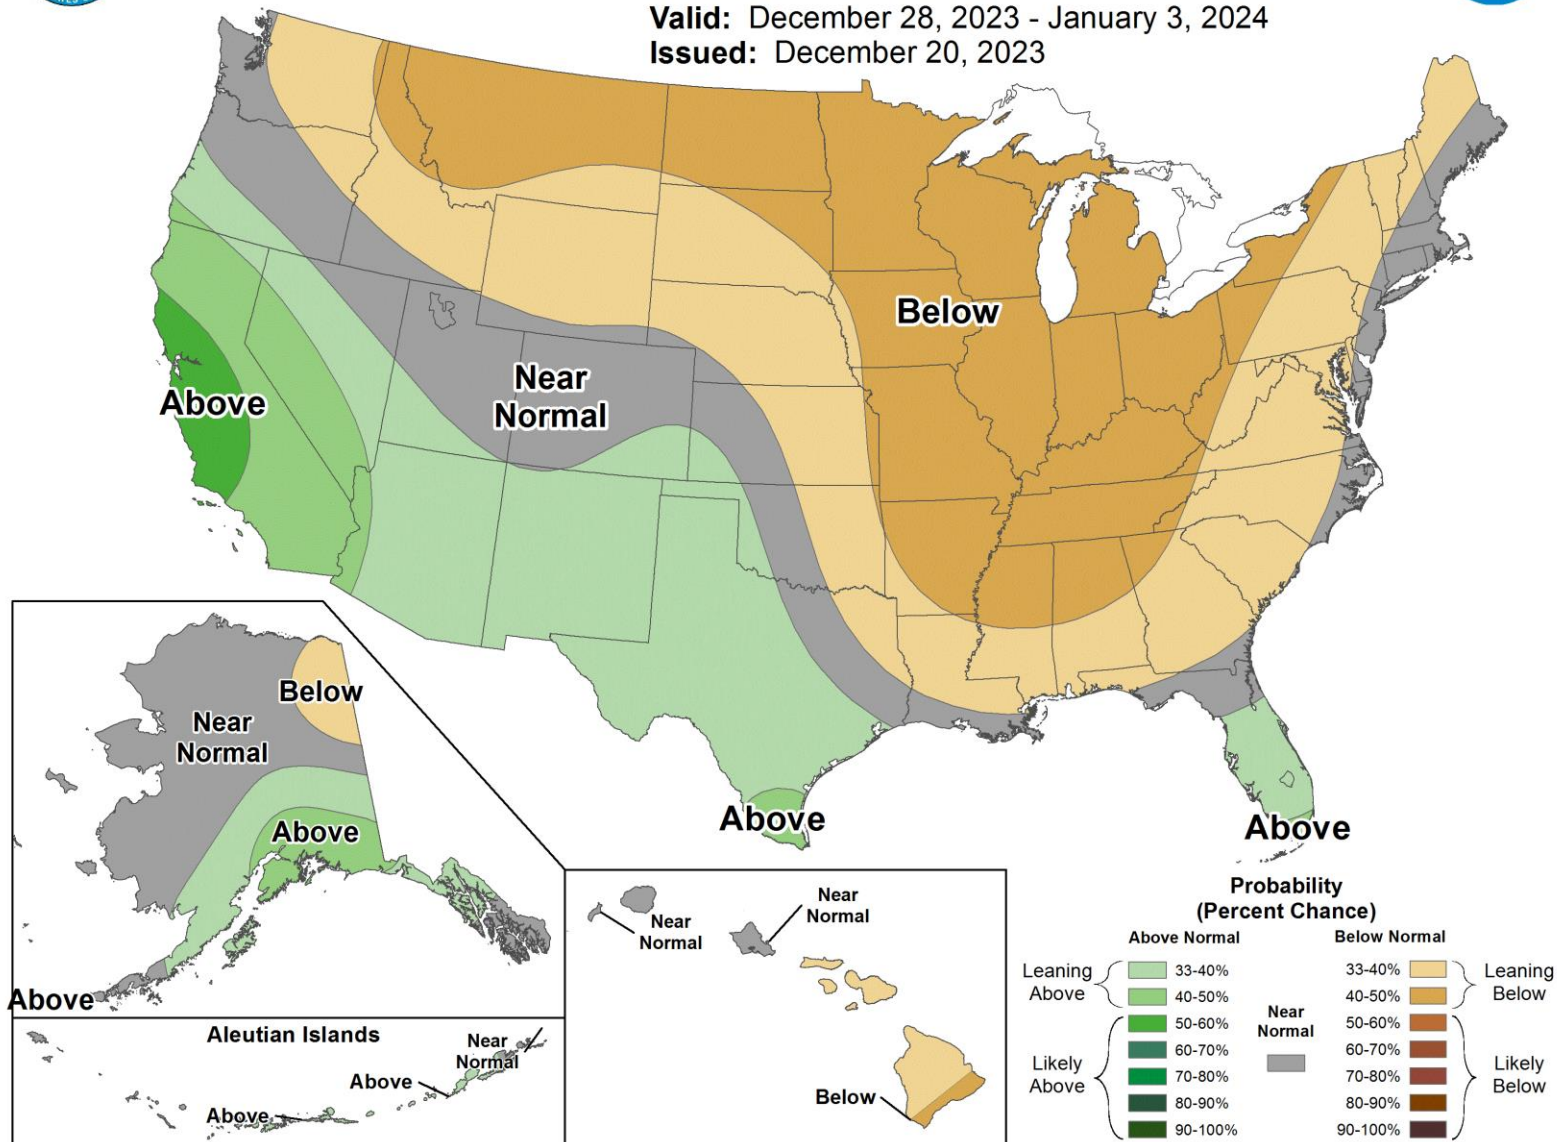 Valid: December 28, 2023 - January 3, 2024
Issued: December 20, 2023
Below
Near
Normal
Above
Above
Above
Below
Near
Normal
Above
Above
Aleutian Islands
Near
Normal
Above
Above
Near
Normal
Near
Normal
Below
Probability
(Percent Chance)
Above Normal
Below Normal
Leaning
Above
33-40%
40-50%
Likely
Above
50-60%
60-70%
70-80%
80-90%
90-100%
Near
Normal
33-40%
40-50%
Leaning
Below
50-60%
60-70%
70-80%
80-90%
90-100%
Likely
Below